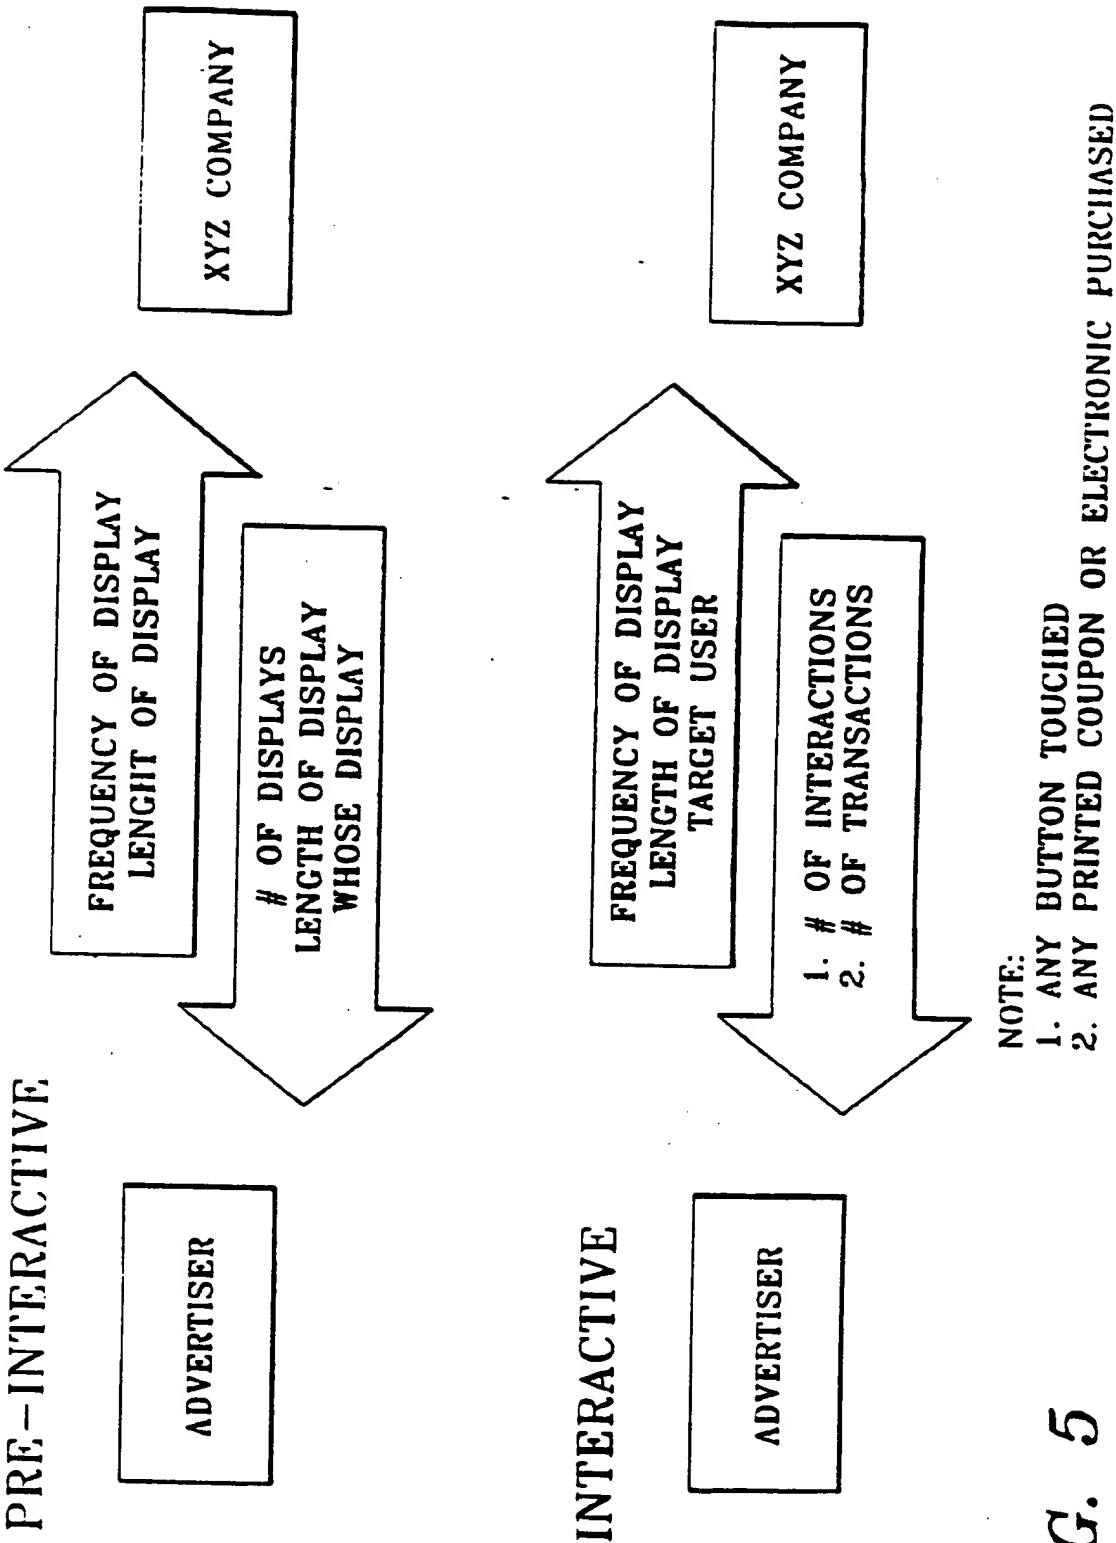 PRE-INTERACTIVE
ADVERTISER
FREQUENCY OF DISPLAY
LENGHT OF DISPLAY
# OF DISPLAYS
LENGTH OF DISPLAY
WHOSE DISPLAY
XYZ COMPANY
INTERACTIVE
ADVERTISER
FREQUENCY OF DISPLAY
LENGTH OF DISPLAY
TARGET USER
1. # OF INTERACTIONS
2. # OF TRANSACTIONS
XYZ COMPANY
NOTE:
1. ANY BUTTON TOUCHED
2. ANY PRINTED COUPON OR ELECTRONIC PURCHASED
G. 5